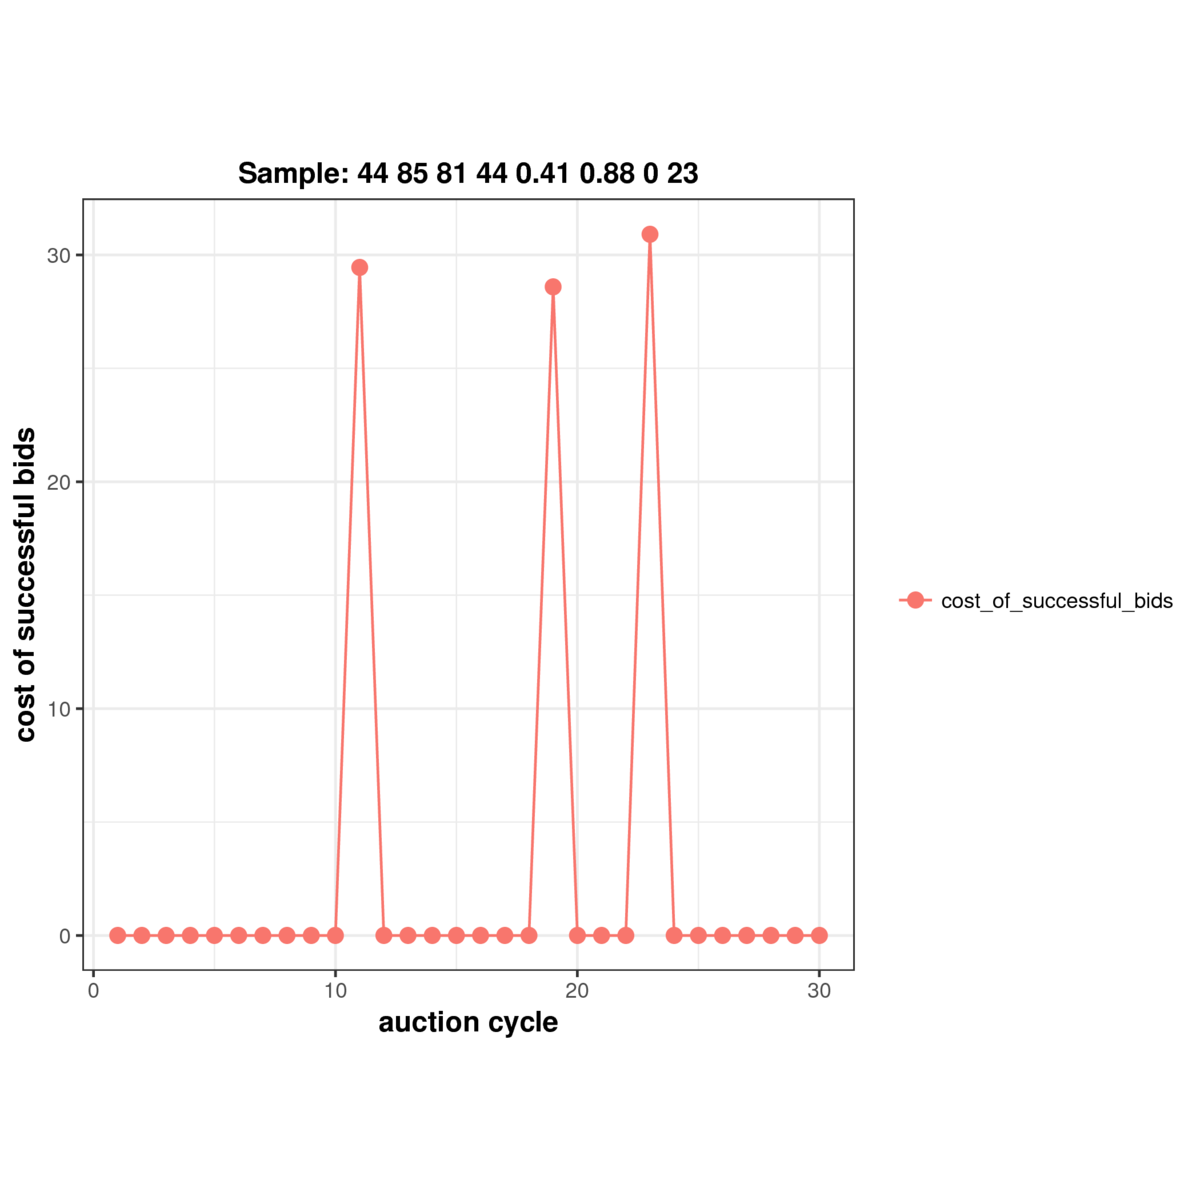 Sample: 44 85 81 44 0.41 0.88 0 23
30
20
10
0
cost of successful bids
0 10 20 30
auction cycle
cost_of_successful_bids